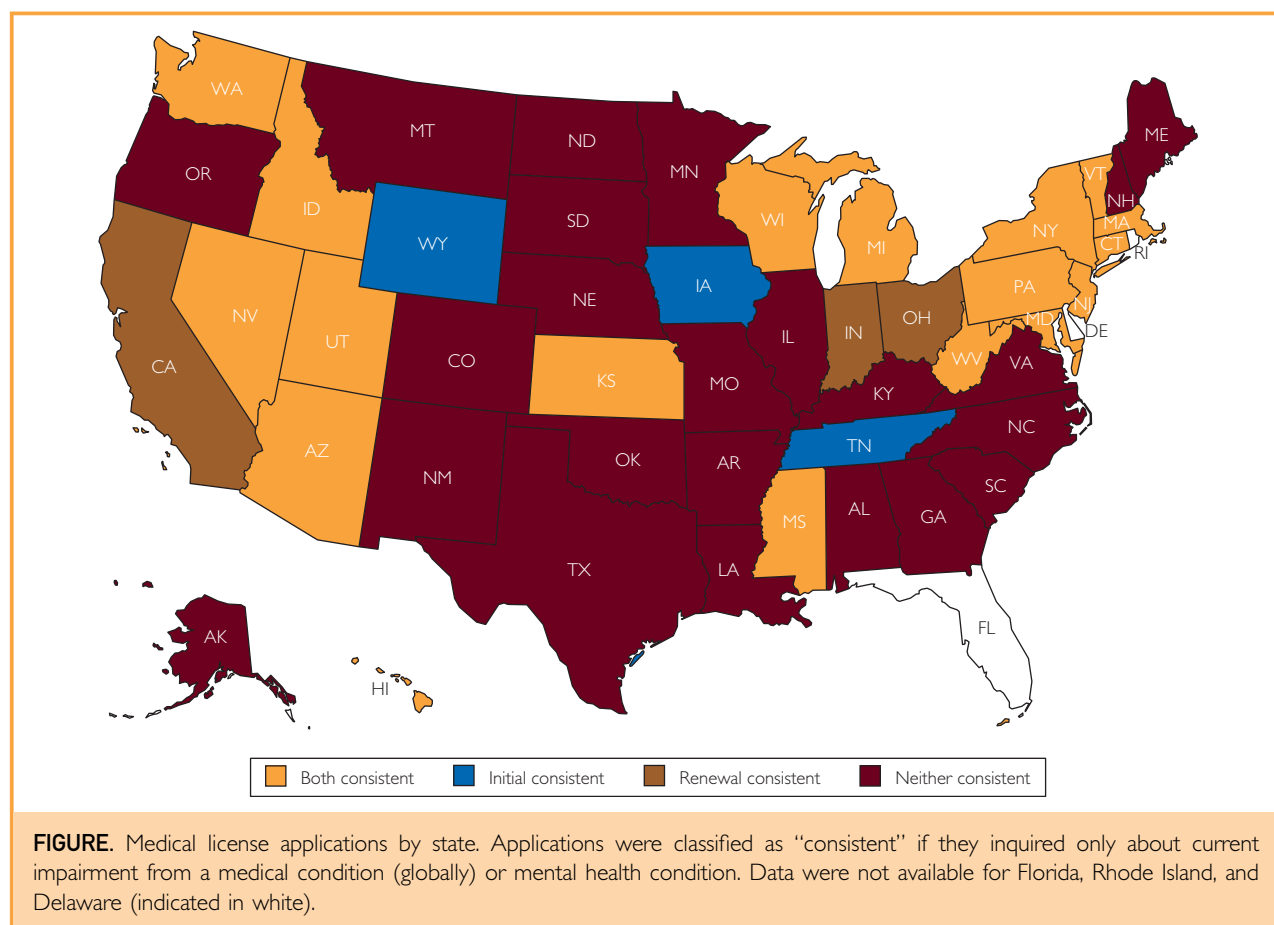 WA
MT
ND
MN
ME
OR
ID
SD
WI
MI
VT
NH
NY
MA
CT
RI
WY
IA
NE
PA
NJ
NV
UT
IL
IN
OH
MD
DE
CA
CO
KS
MO
WV
VA
KY
AZ
NM
OK
AR
TN
NC
SC
MS
AL
GA
TX
LA
FL
AK
HI
Both consistent Initial consistent Renewal consistent Neither consistent
FIGURE. Medical license applications by state. Applications were classified as “consistent” if they inquired only about current
impairment from a medical condition (globally) or mental health condition. Data were not available for Florida, Rhode Island, and
Delaware (indicated in white).